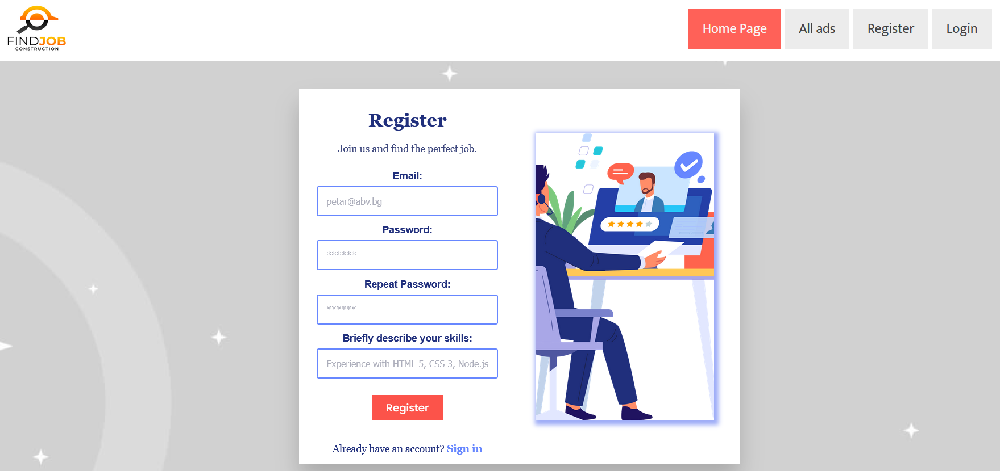 FINDJOB
CONSTRUCTION
Home Page
All ads
Register
Login
Register
Join us and find the perfect job.
Email:
petar@abv.bg
Password:
******
Repeat Password:
******
Briefly describe your skills:
Experience with HTML 5, CSS 3, Node.js
Register
Already have an account? Sign in